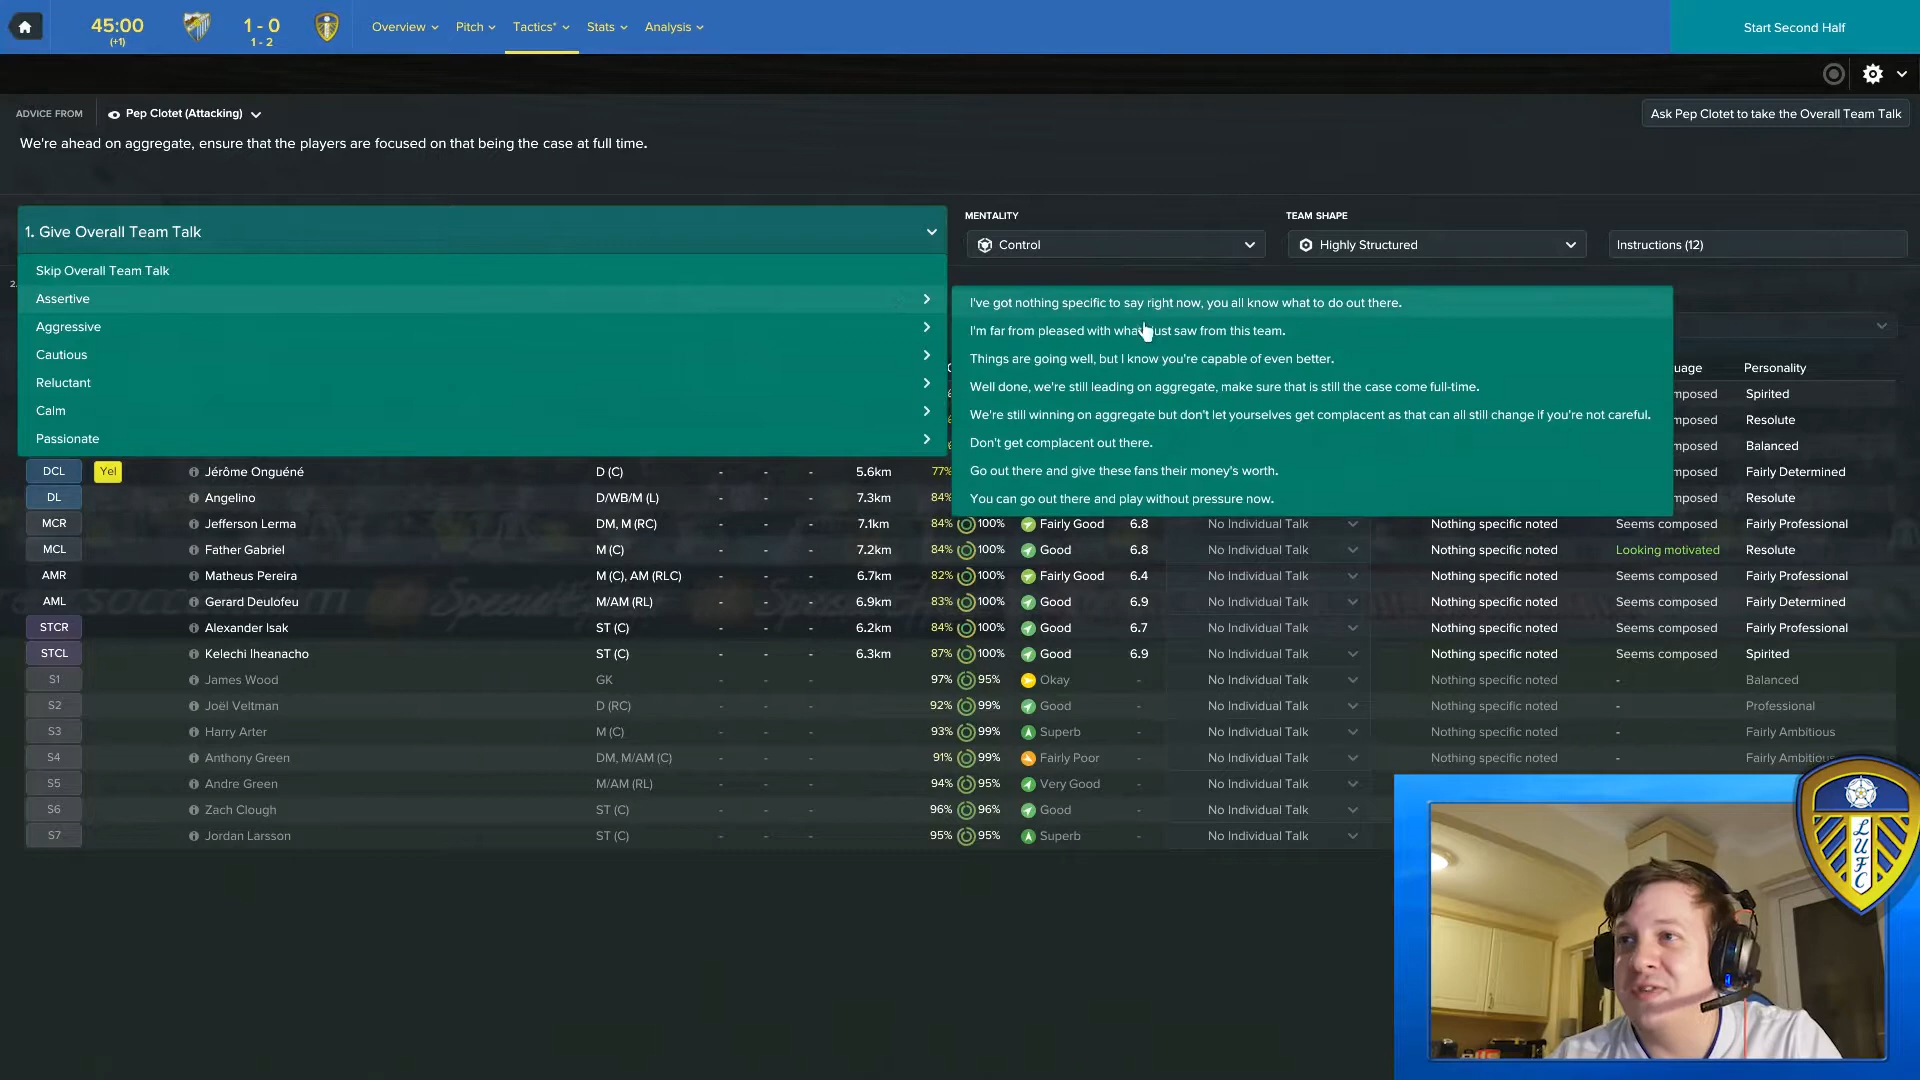 45:00
(+1)
1 - 0
1 - 2
Overview
Pitch
Tactics*
Stats
Analysis
Start Second Half
ADVICE FROM
Pep Clotet (Attacking)
Ask Pep Clotet to take the Overall Team Talk
We're ahead on aggregate, ensure that the players are focused on that being the case at full time.
1. Give Overall Team Talk
MENTALITY
Control
TEAM SHAPE
Highly Structured
Instructions (12)
Skip Overall Team Talk
Assertive
Aggressive
Cautious
Reluctant
Calm
Passionate
2.
I've got nothing specific to say right now, you all know what to do out there.
I'm far from pleased with what just saw from this team.
Things are going well, but I know you're capable of even better.
Well done, we're still leading on aggregate, make sure that is still the case come full-time.
We're still winning on aggregate but don't let yourselves get complacent as that can all still change if you're not careful.
Don't get complacent out there.
Go out there and give these fans their money's worth.
You can go out there and play without pressure now.
uage Personality
mposed Spirited
mposed Resolute
mposed Balanced
DCL Yel Jérôme Onguéné D (C) - - - 5.6km 77% mposed Fairly Determined
DL Angelino D/WB/M (L) - - - 7.3km 84% mposed Resolute
MCR Jefferson Lerma DM, M (RC) - - - 7.1km 84% 100% Fairly Good 6.8 No Individual Talk Nothing specific noted Seems composed Fairly Professional
MCL Father Gabriel M (C) - - - 7.2km 84% 100% Good 6.8 No Individual Talk Nothing specific noted Looking motivated Resolute
AMR Matheus Pereira M (C), AM (RLC) - - - 6.7km 82% 100% Fairly Good 6.4 No Individual Talk Nothing specific noted Seems composed Fairly Professional
AML Gerard Deulofeu M/AM (RL) - - - 6.9km 83% 100% Good 6.9 No Individual Talk Nothing specific noted Seems composed Fairly Determined
STCR Alexander Isak ST (C) - - - 6.2km 84% 100% Good 6.7 No Individual Talk Nothing specific noted Seems composed Fairly Professional
STCL Kelechi Iheanacho ST (C) - - - 6.3km 87% 100% Good 6.9 No Individual Talk Nothing specific noted Seems composed Spirited
S1 James Wood GK - - - 97% 95% Okay - No Individual Talk Nothing specific noted - Balanced
S2 Joël Veltman D (RC) - - - 92% 99% Good - No Individual Talk Nothing specific noted - Professional
S3 Harry Arter M (C) - - - 93% 99% Superb - No Individual Talk Nothing specific noted - Fairly Ambitious
S4 Anthony Green DM, M/AM (C) - - - 91% 99% Fairly Poor - No Individual Talk Nothing specific noted - Fairly Ambitious
S5 Andre Green M/AM (RL) - - - 94% 95% Very Good - No Individual Talk
S6 Zach Clough ST (C) - - - 96% 96% Good - No Individual Talk
S7 Jordan Larsson ST (C) - - - 95% 95% Superb - No Individual Talk
LUFC